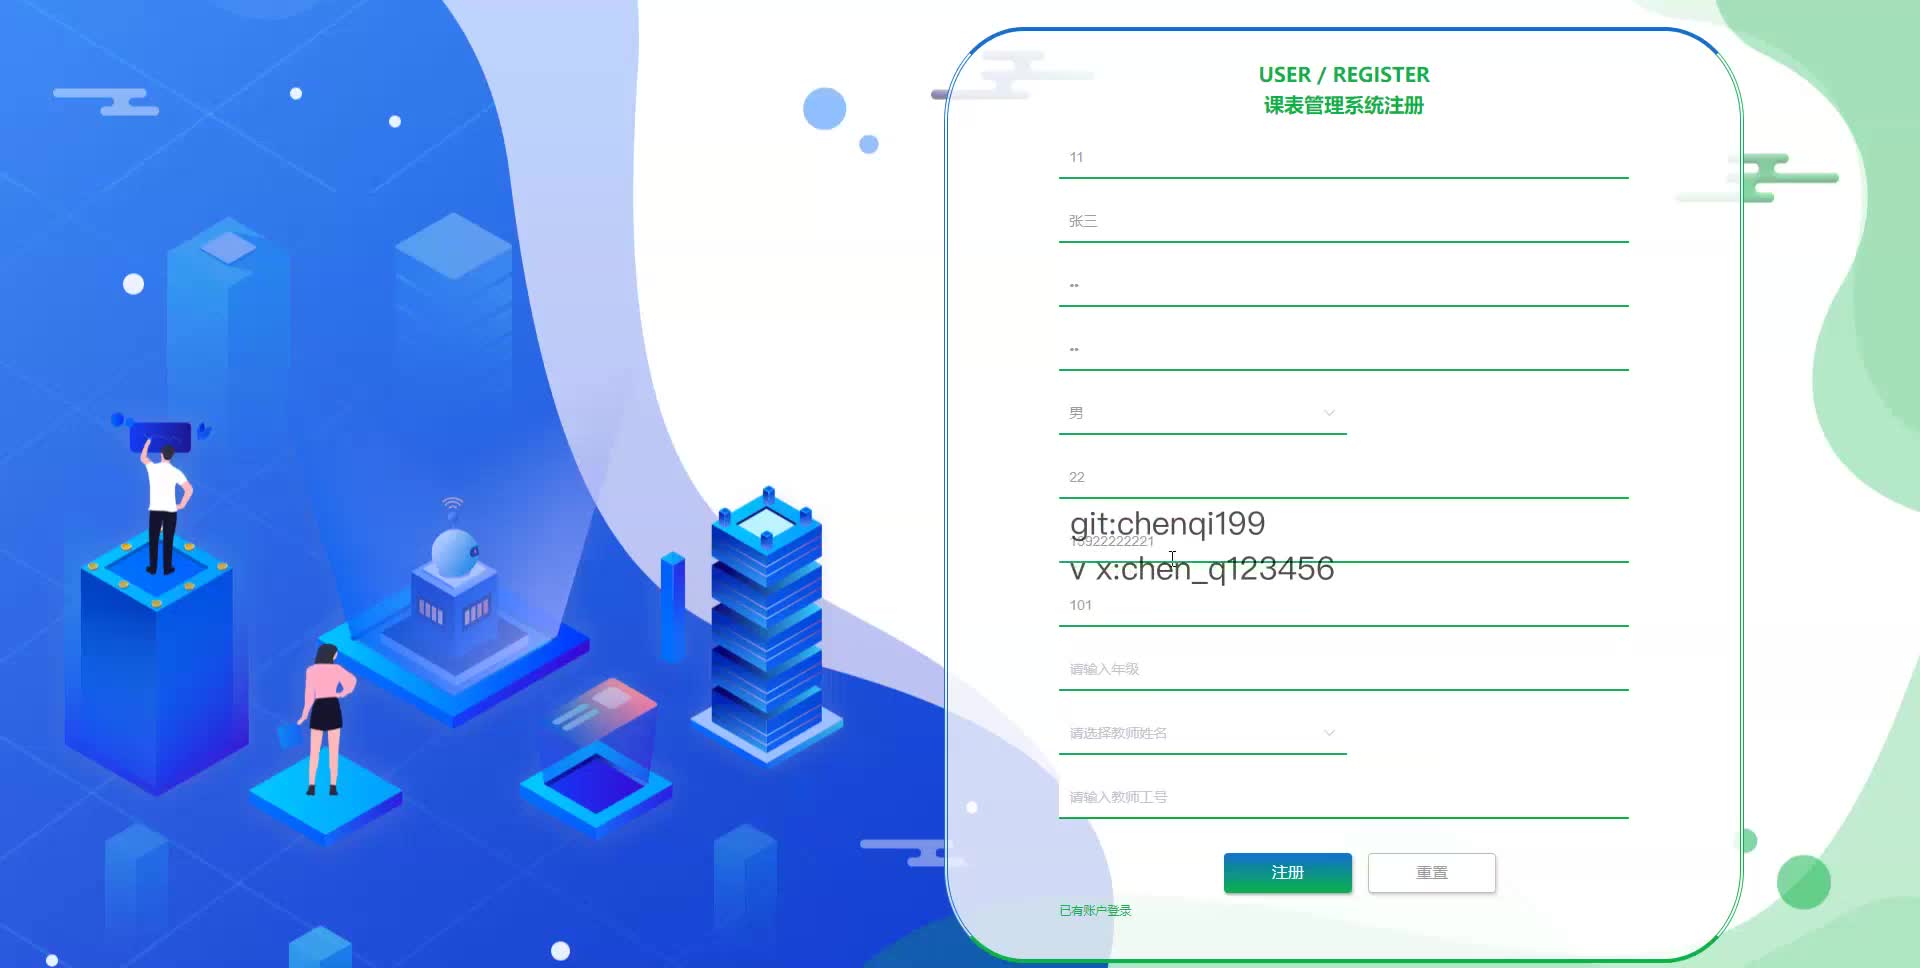 USER / REGISTER
课表管理系统注册
11
张三
••
••
男
22
git:chenqi199
13922222221
v x:chen_q123456
101
请输入年级
请选择教师姓名
请输入教师工号
注册
重置
已有账户登录